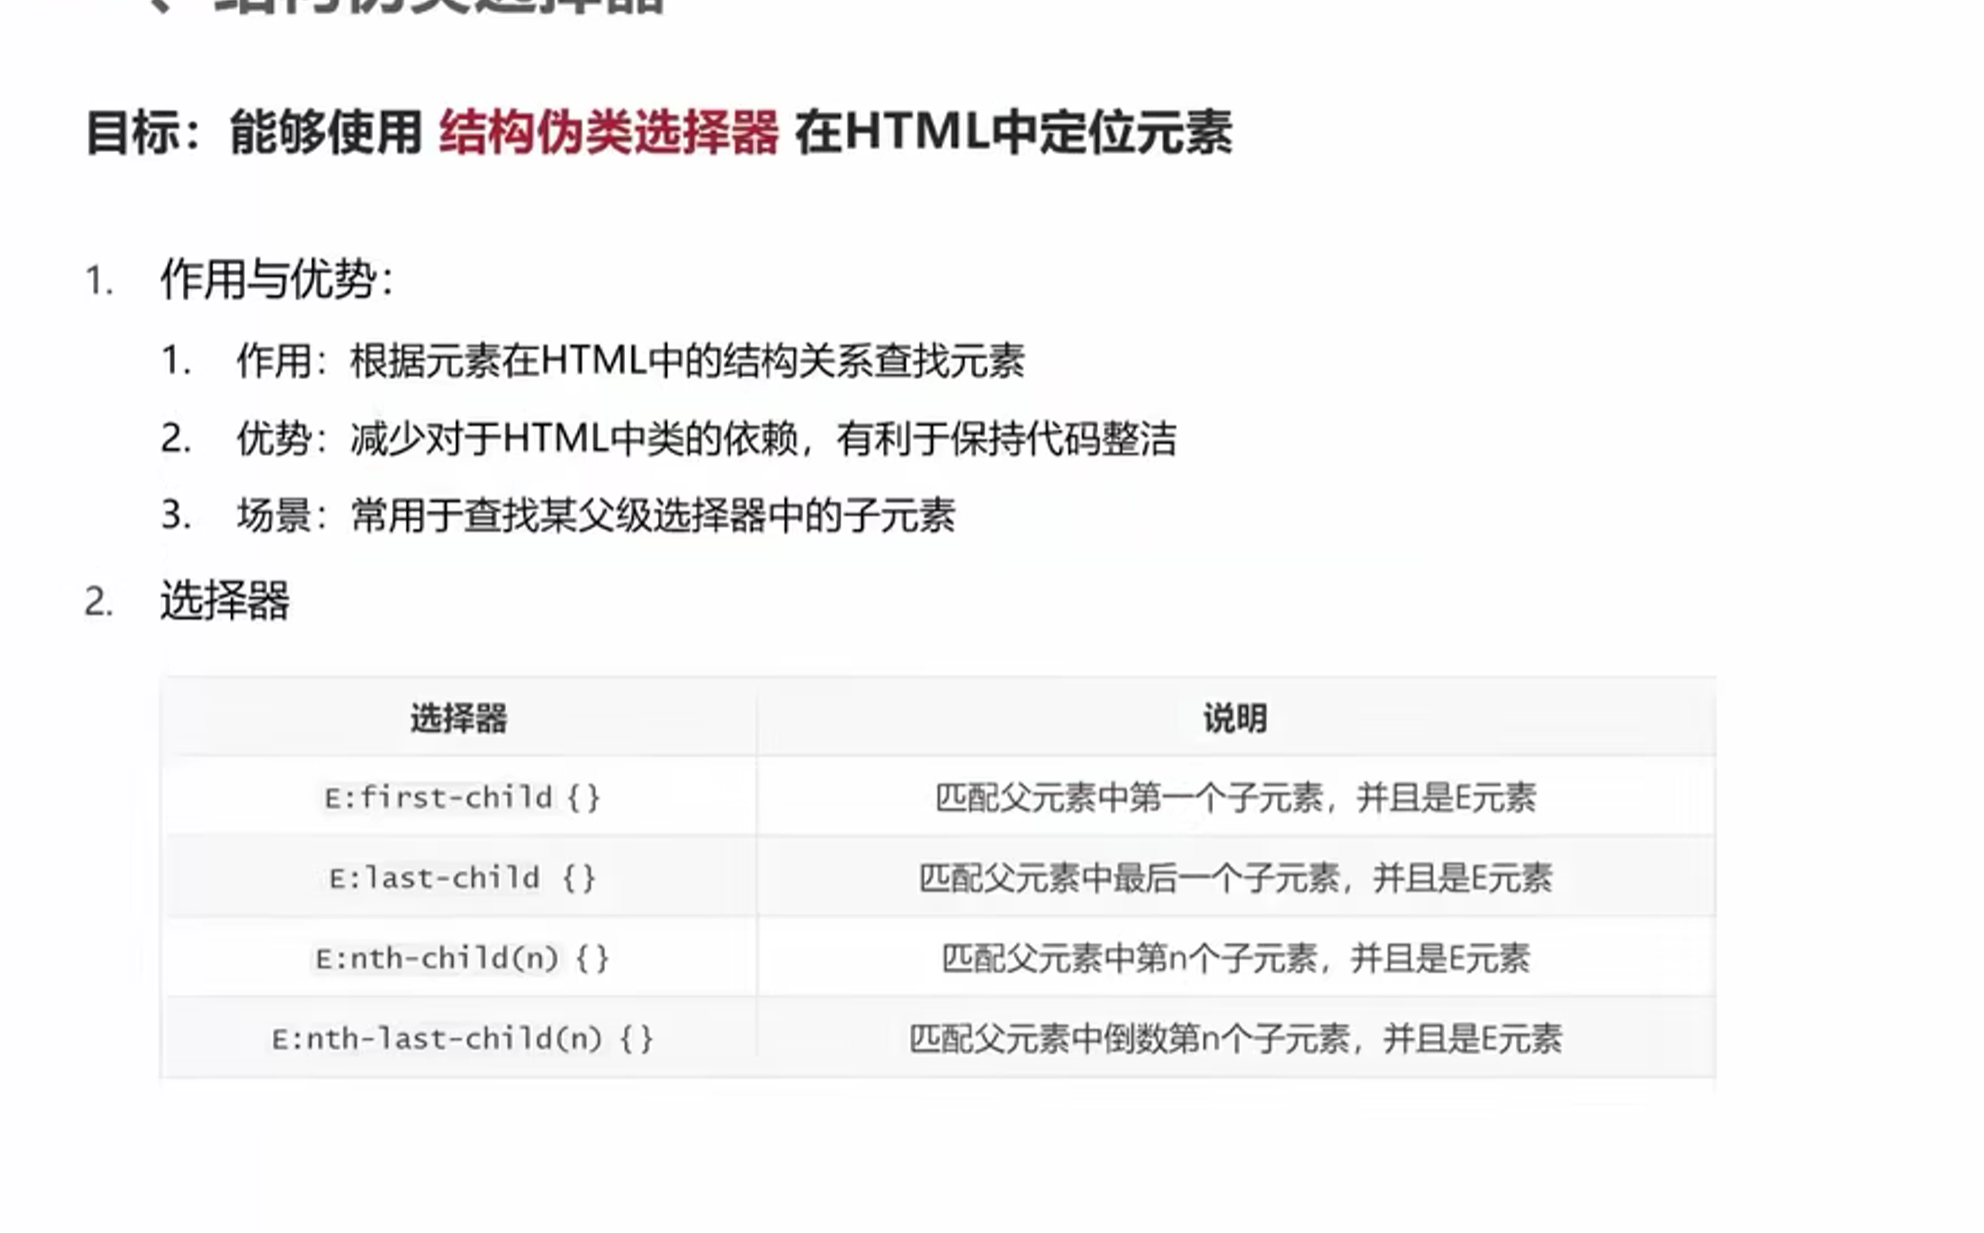 、结构伪类选择器
目标：能够使用 结构伪类选择器 在HTML中定位元素
1. 作用与优势：
1. 作用：根据元素在HTML中的结构关系查找元素
2. 优势：减少对于HTML中类的依赖，有利于保持代码整洁
3. 场景：常用于查找某父级选择器中的子元素
2. 选择器
选择器 说明
E:first-child {} 匹配父元素中第一个子元素，并且是E元素
E:last-child {} 匹配父元素中最后一个子元素，并且是E元素
E:nth-child(n) {} 匹配父元素中第n个子元素，并且是E元素
E:nth-last-child(n) {} 匹配父元素中倒数第n个子元素，并且是E元素